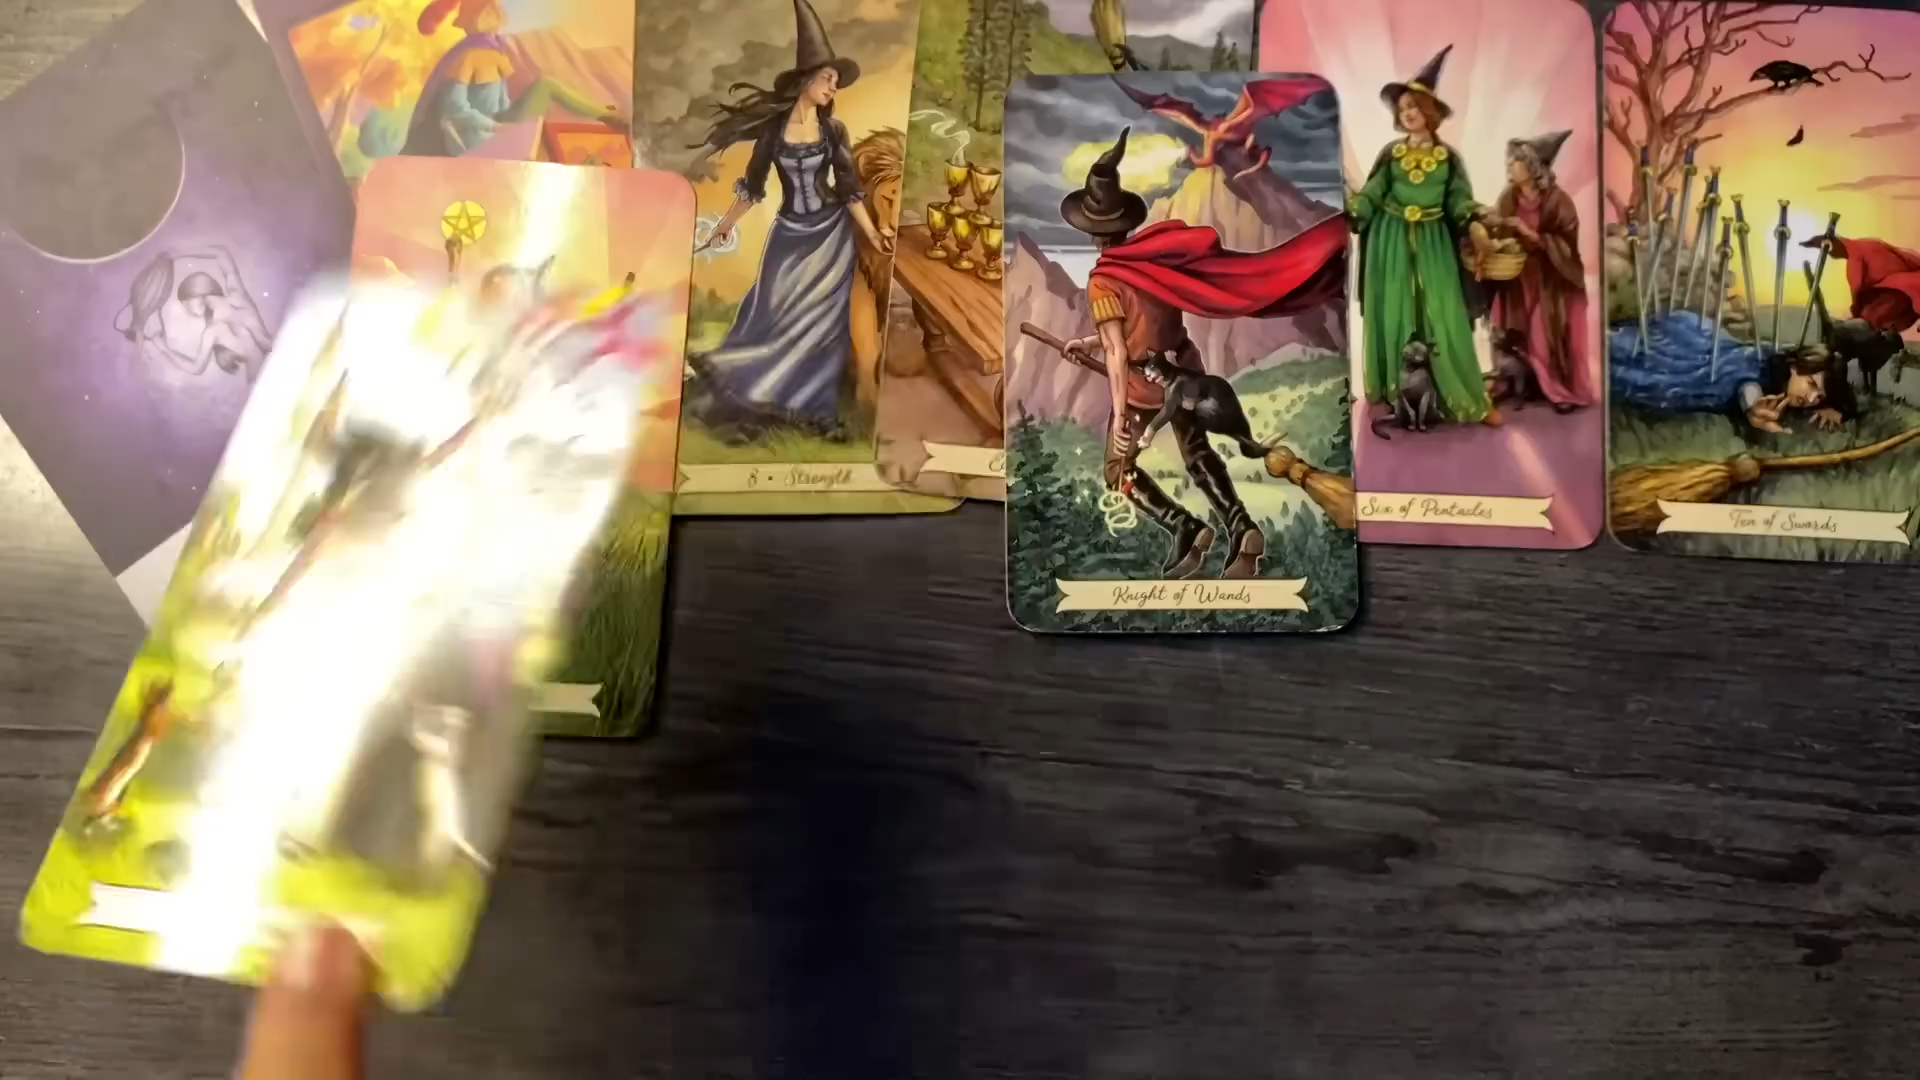 8 • Strength
Knight of Wands
Six of Pentacles
Ten of Swords